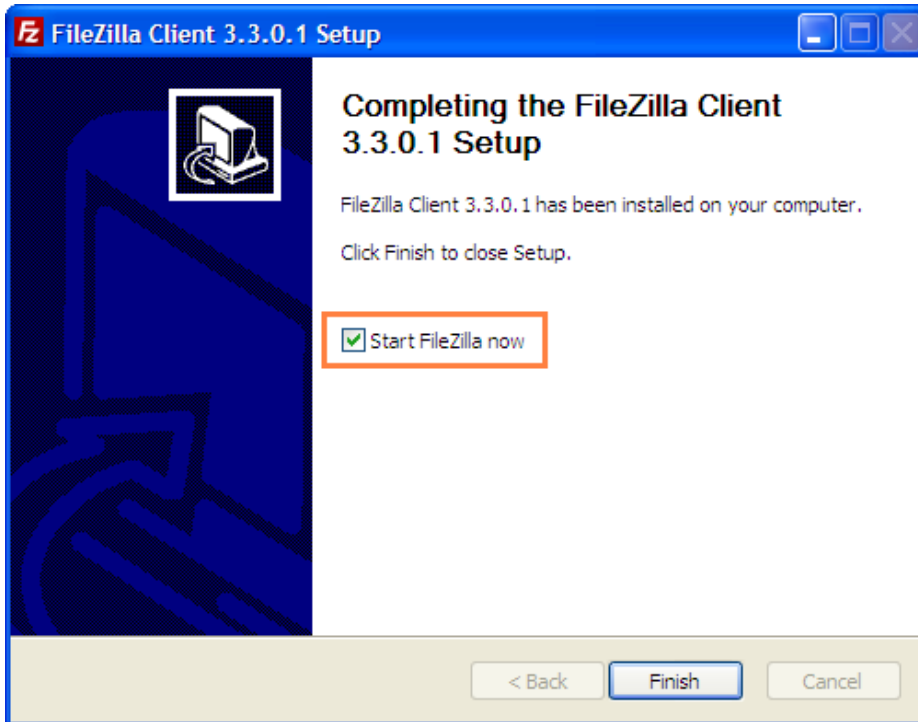 FileZilla Client 3.3.0.1 Setup
Completing the FileZilla Client
3.3.0.1 Setup
FileZilla Client 3.3.0.1 has been installed on your computer.
Click Finish to close Setup.
Start FileZilla now
< Back Finish Cancel